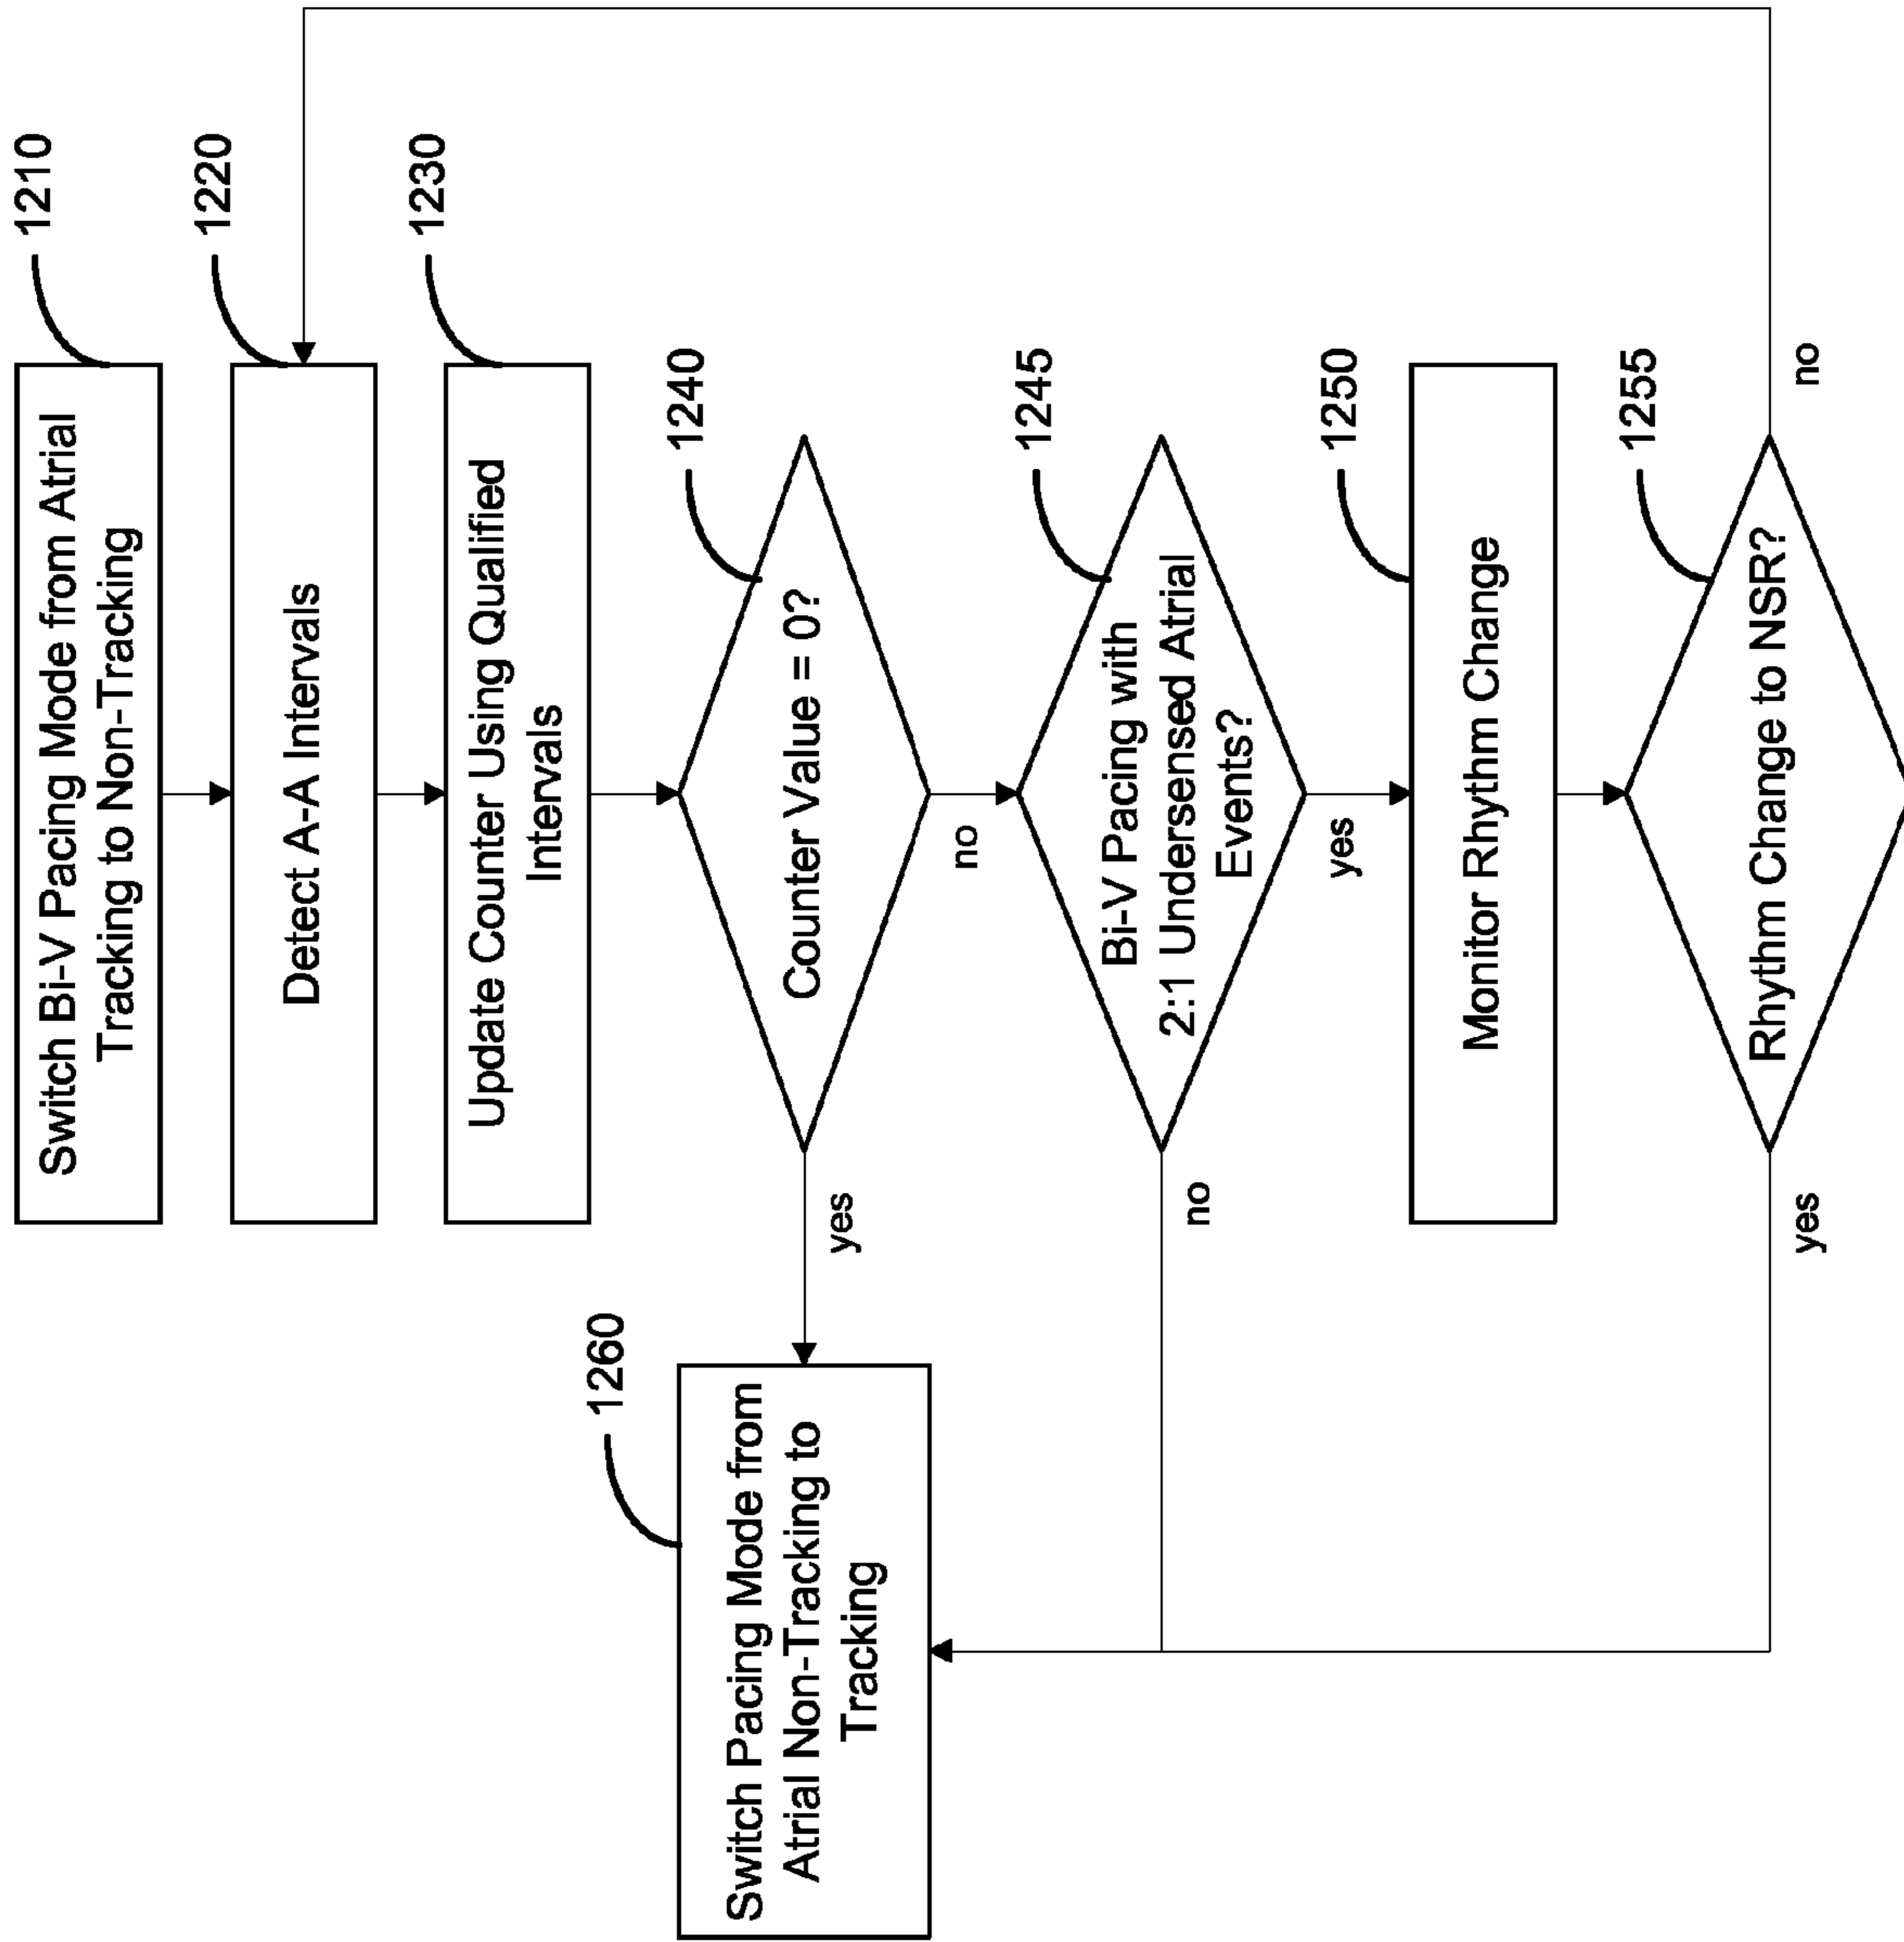 1210
Switch Bi-V Pacing Mode from Atrial
Tracking to Non-Tracking
1220
Detect A-A Intervals
1230
Update Counter Using Qualified
Intervals
1240
Counter Value = 0?
yes
no
1260
Switch Pacing Mode from
Atrial Non-Tracking to
Tracking
1245
Bi-V Pacing with
2:1 Undersensed Atrial
Events?
no
yes
1250
Monitor Rhythm Change
1255
Rhythm Change to NSR?
yes
no